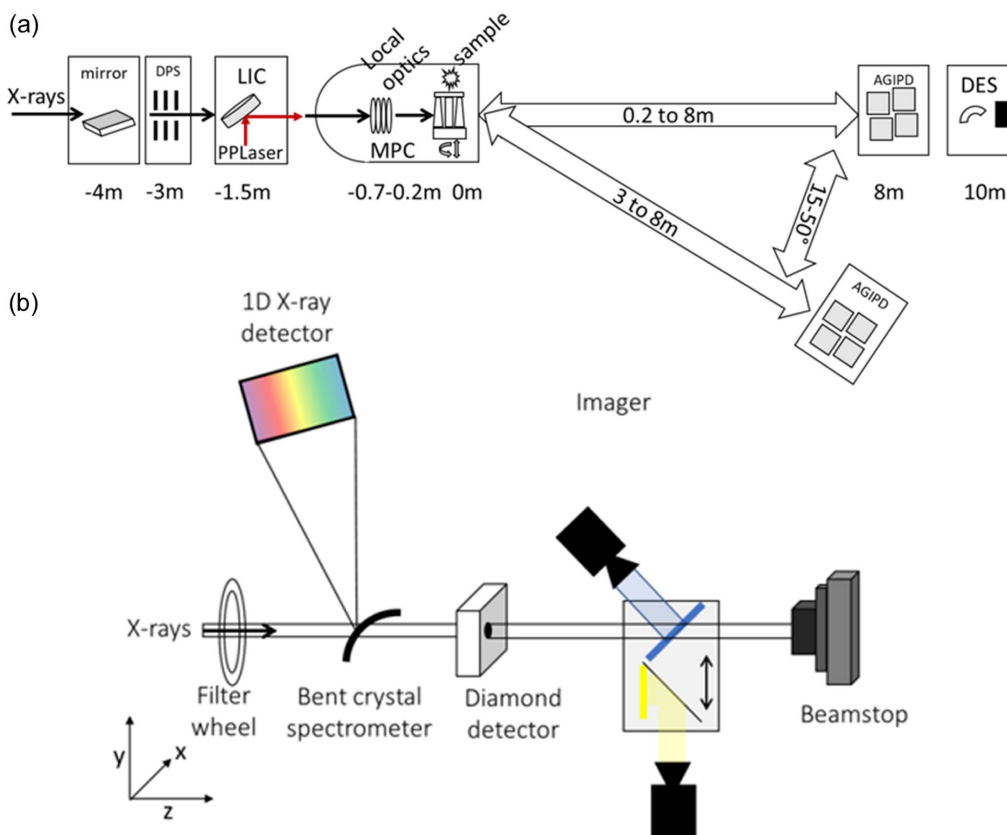 (a)
mirror
DPS
LIC
Local
optics
sample
AGIPD
DES
X-rays
PPLaser
MPC
0.2 to 8m
3 to 8m
15-50°
-4m
-3m
-1.5m
-0.7-0.2m
0m
8m
10m
AGIPD
(b)
1D X-ray
detector
Imager
X-rays
Filter
wheel
Bent crystal
spectrometer
Diamond
detector
Beamstop
y
x
z